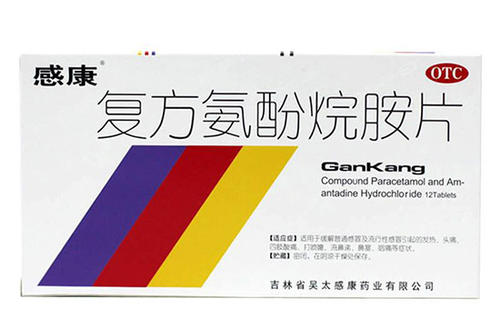 感康®
OTC
复方氨酚烷胺片
GanKang
Compound Paracetamol and Am-
antadine Hydrochloride 12Tablets
【适应症】适用于缓解普通感冒及流行性感冒引起的发热、头痛、
四肢酸痛、打喷嚏、流鼻涕、鼻塞、咽痛等症状。
【贮藏】密闭，在阴凉干燥处保存。
吉林省吴太感康药业有限公司